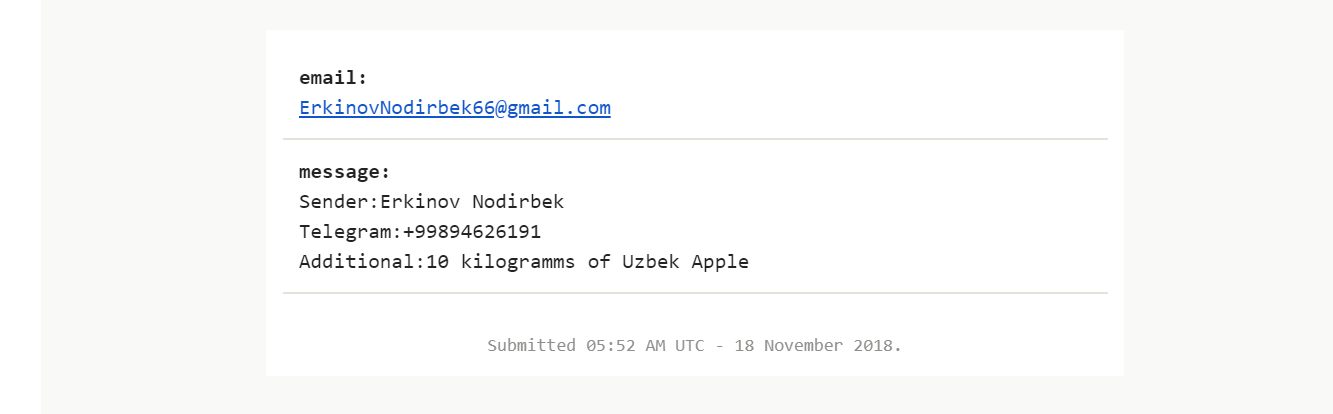 email:
ErkinovNodirbek66@gmail.com
message:
Sender:Erkinov Nodirbek
Telegram:+99894626191
Additional:10 kilogramms of Uzbek Apple
Submitted 05:52 AM UTC - 18 November 2018.